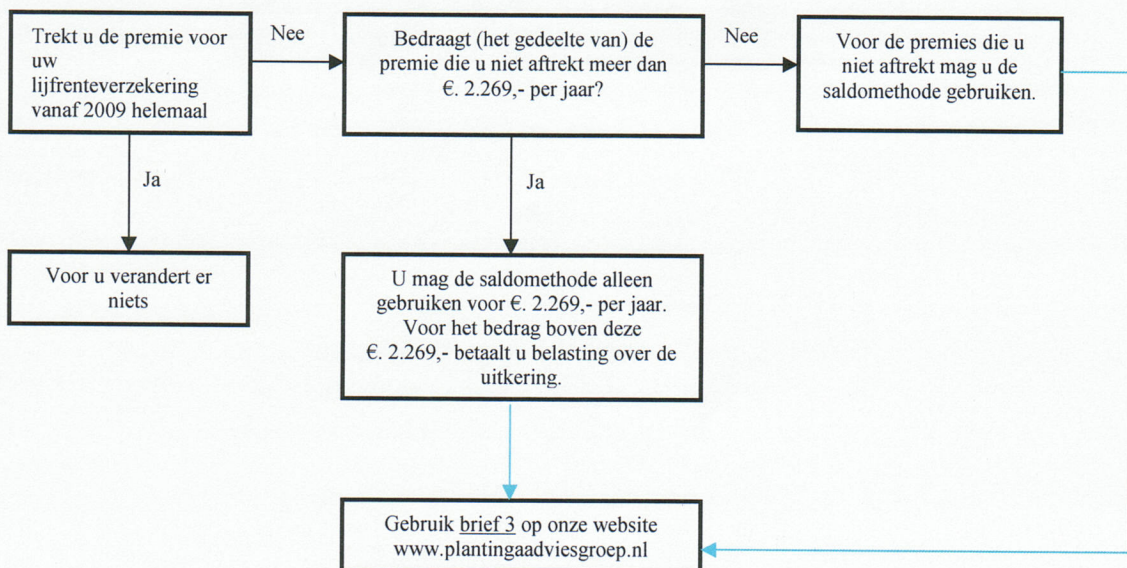 Trekt u de premie voor
uw
lijfrenteverzekering
vanaf 2009 helemaal
Nee
Bedraagt (het gedeelte van) de
premie die u niet aftrekt meer dan
€. 2.269,- per jaar?
Nee
Voor de premies die u
niet aftrekt mag u de
saldomethode gebruiken.
Ja
Ja
Voor u verandert er
niets
U mag de saldomethode alleen
gebruiken voor €. 2.269,- per jaar.
Voor het bedrag boven deze
€. 2.269,- betaalt u belasting over de
uitkering.
Gebruik brief 3 op onze website
www.plantingaadviesgroep.nl